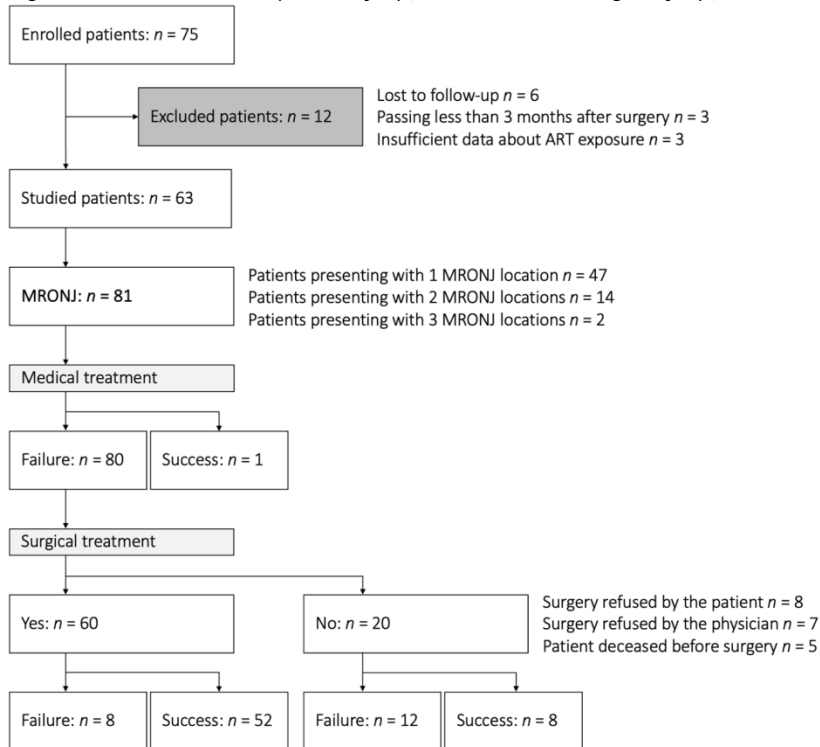 Enrolled patients: n = 75
Excluded patients: n = 12
Lost to follow-up n = 6
Passing less than 3 months after surgery n = 3
Insufficient data about ART exposure n = 3
Studied patients: n = 63
MRONJ: n = 81
Patients presenting with 1 MRONJ location n = 47
Patients presenting with 2 MRONJ locations n = 14
Patients presenting with 3 MRONJ locations n = 2
Medical treatment
Failure: n = 80
Success: n = 1
Surgical treatment
Yes: n = 60
No: n = 20
Surgery refused by the patient n = 8
Surgery refused by the physician n = 7
Patient deceased before surgery n = 5
Failure: n = 8
Success: n = 52
Failure: n = 12
Success: n = 8